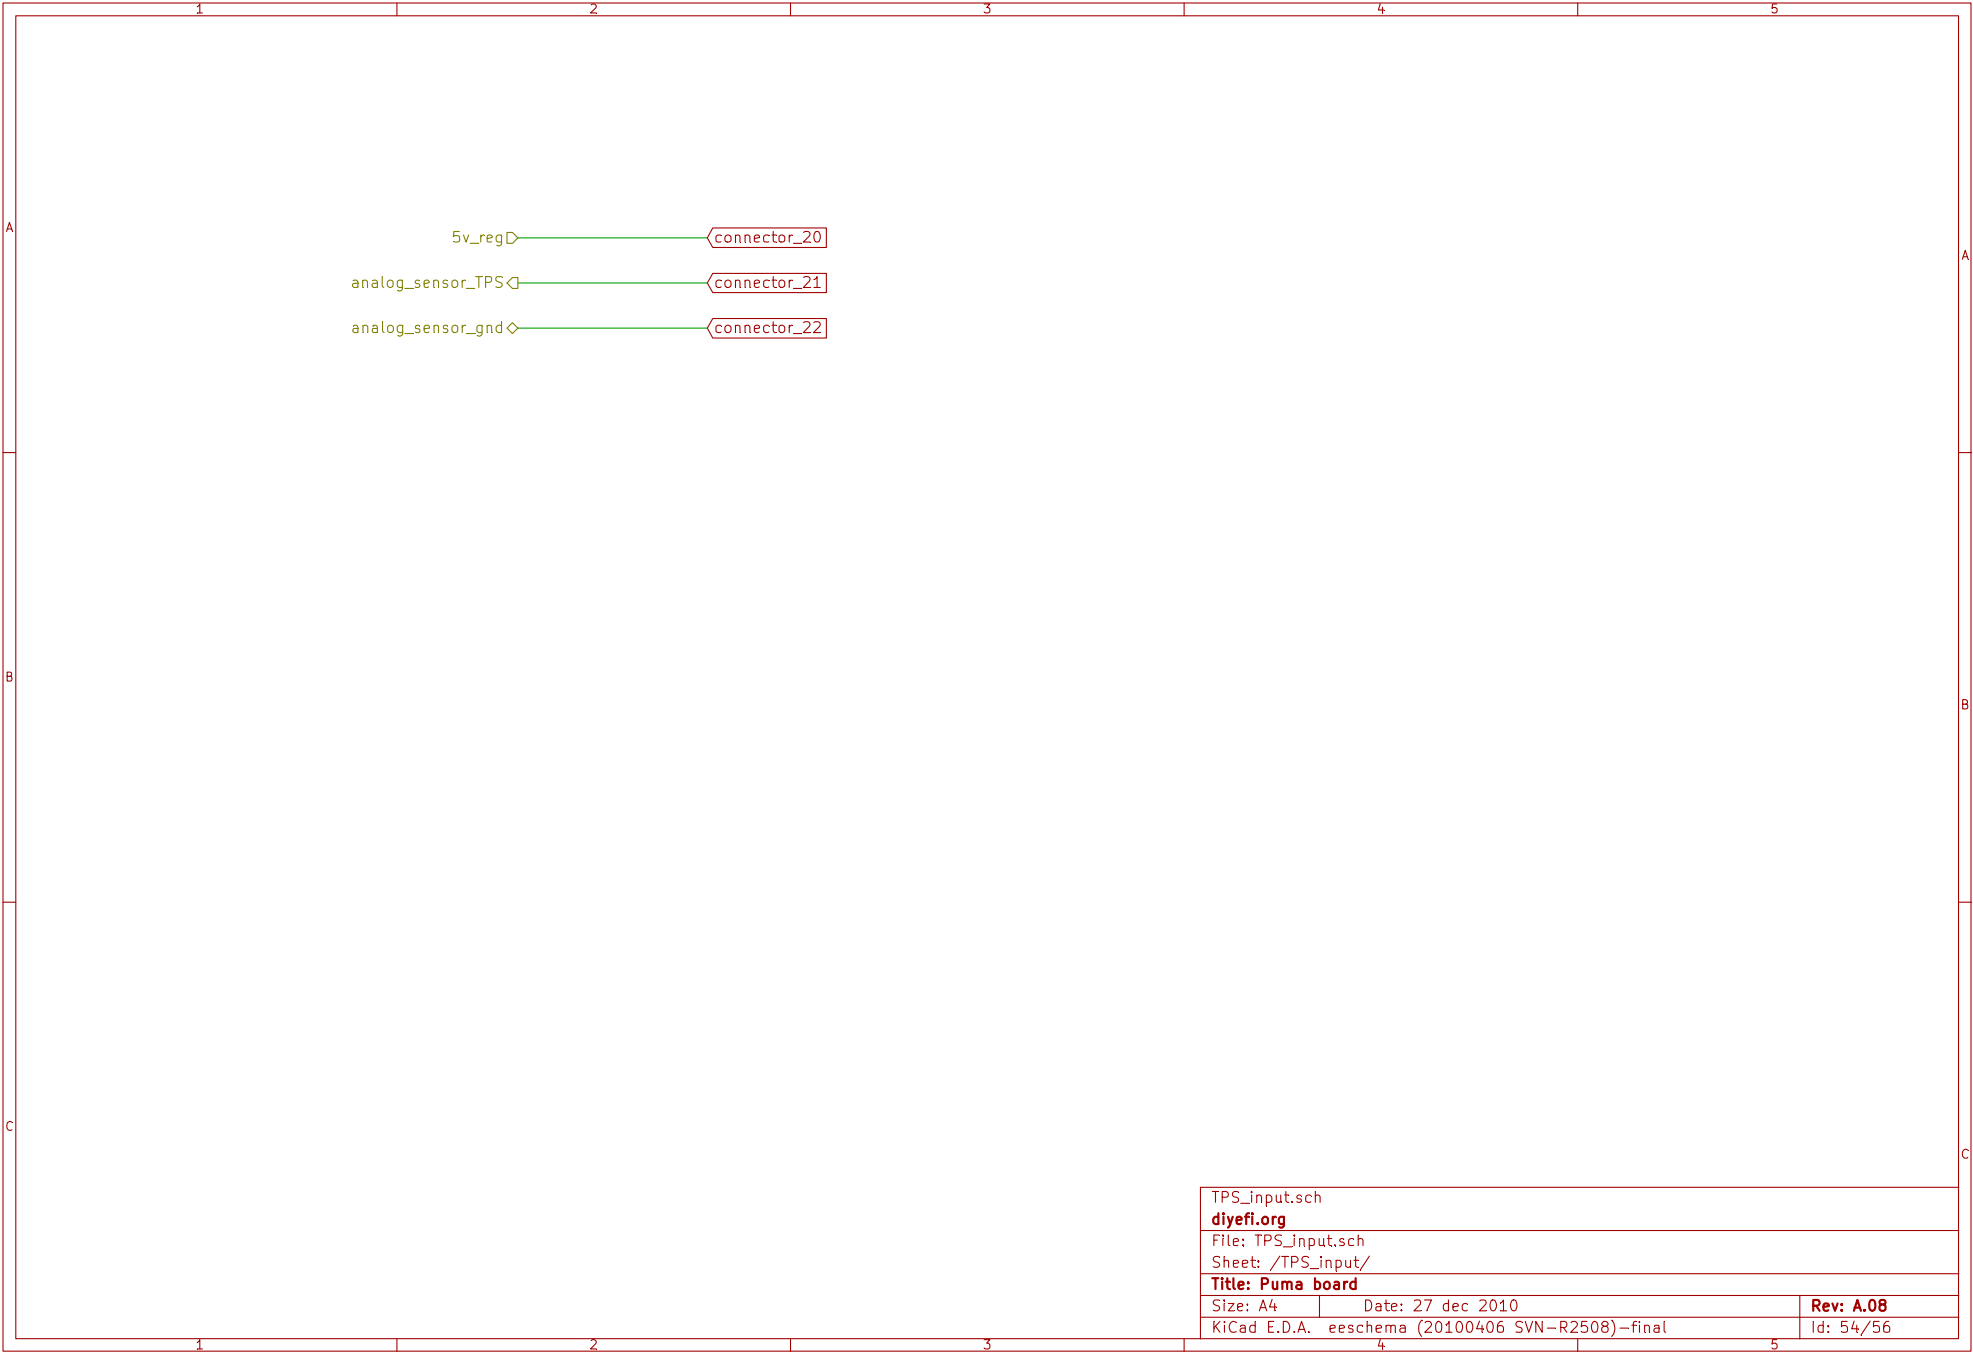 1 2 3 4 5
A A
5v_reg connector_20
analog_sensor_TPS connector_21
analog_sensor_gnd connector_22
B B
C C
TPS_input.sch
diyefi.org
File: TPS_input.sch
Sheet: /TPS_input/
Title: Puma board
Size: A4 Date: 27 dec 2010 Rev: A.08
KiCad E.D.A. eeschema (20100406 SVN-R2508)-final Id: 54/56
1 2 3 4 5